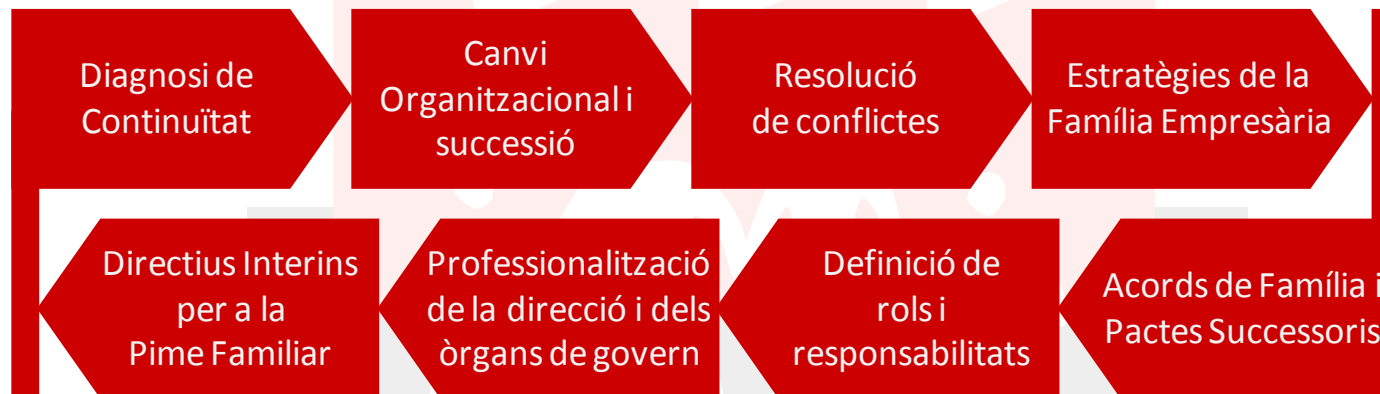 Diagnosi de
Continuïtat
Canvi
Organitzacional i
successió
Resolució
de conflictes
Estratègies de la
Família Empresària
Directius Interins
per a la
Pime Familiar
Professionalització
de la direcció i dels
òrgans de govern
Definició de
rols i
responsabilitats
Acords de Família i
Pactes Successoris